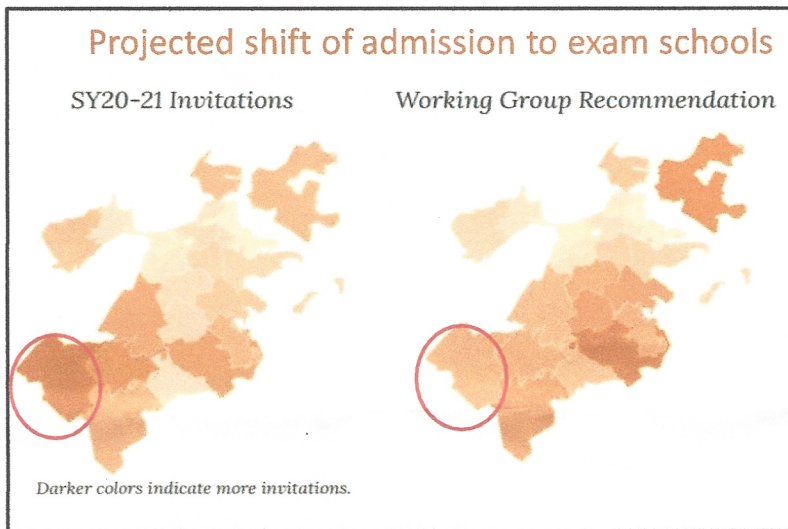 Projected shift of admission to exam schools
SY20-21 Invitations
Working Group Recommendation
Darker colors indicate more invitations.